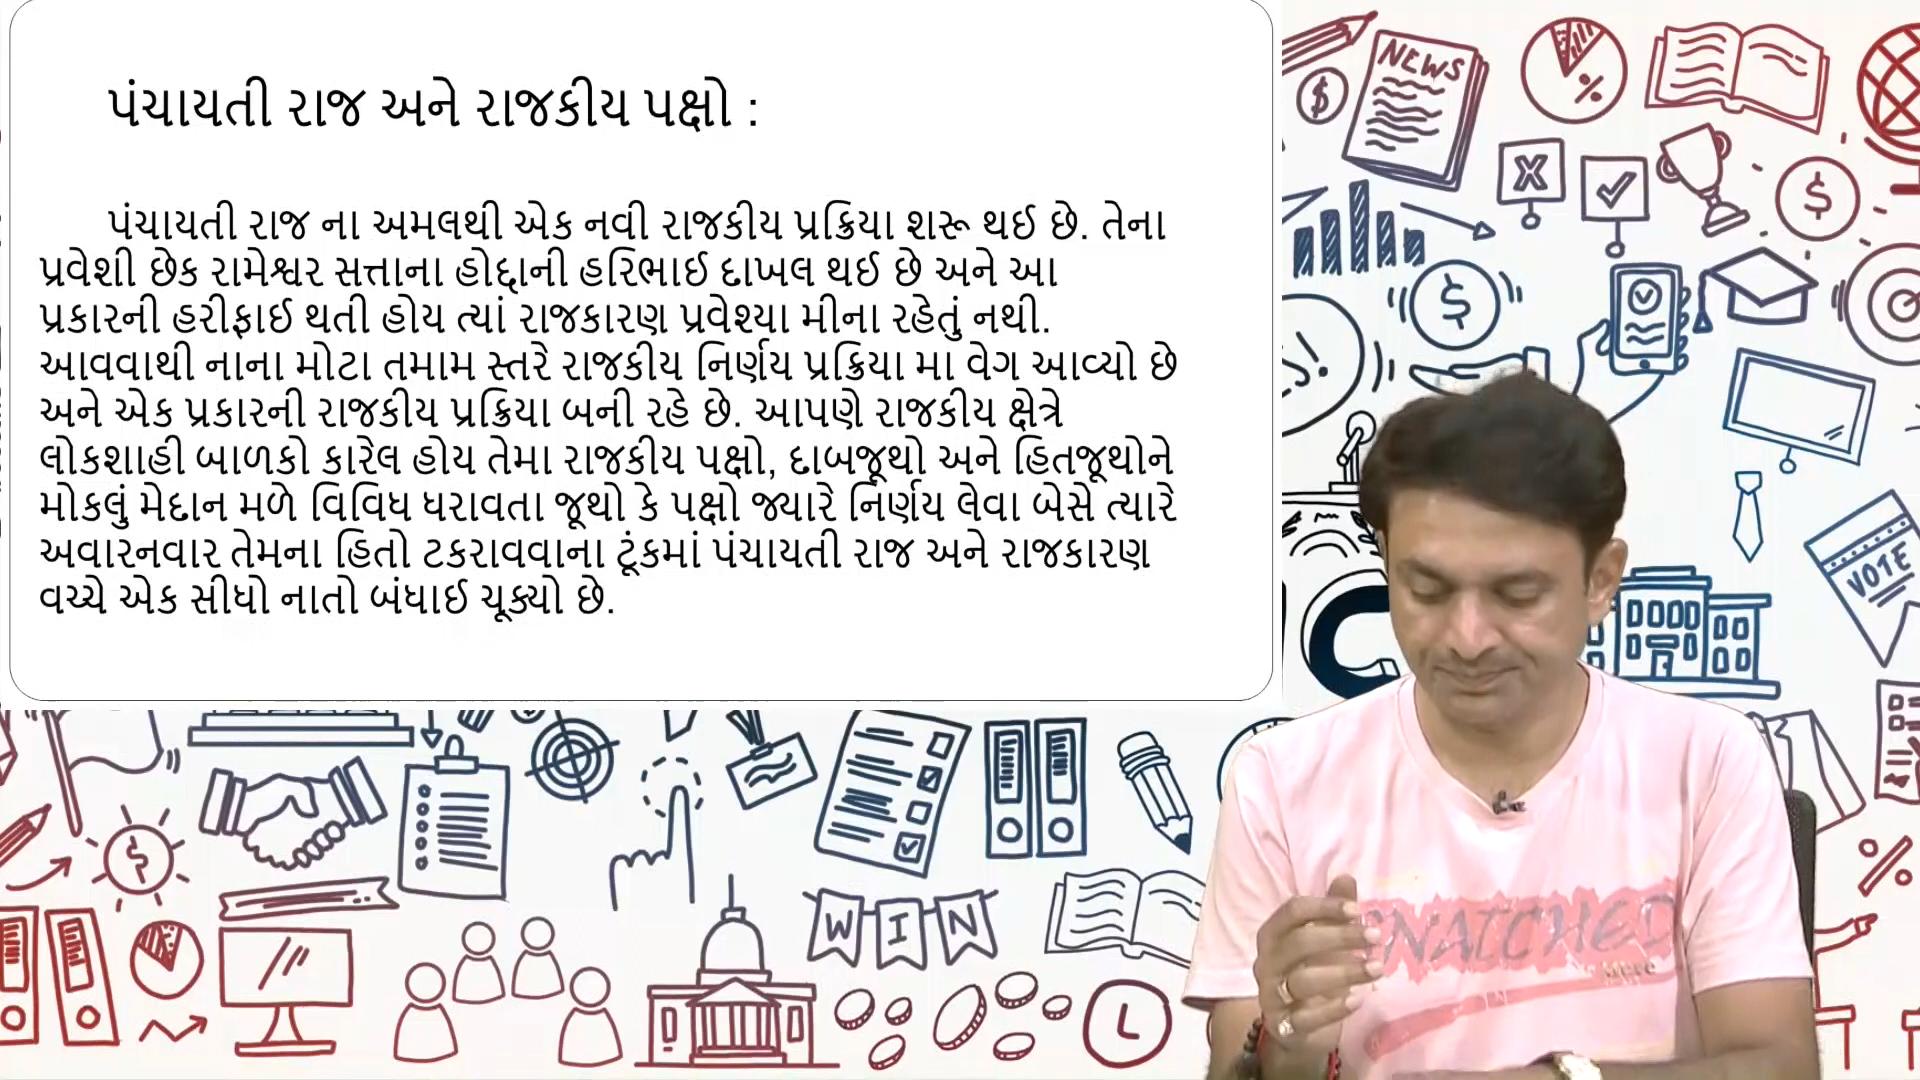 પંચાયતી રાજ અને રાજકીય પક્ષો :
પંચાયતી રાજ ના અમલથી એક નવી રાજકીય પ્રક્રિયા શરૂ થઈ છે. તેના
પ્રવેશી છેક રામેશ્વર સત્તાના હોદ્દાની હરિભાઈ દાખલ થઈ છે અને આ
પ્રકારની હરીફાઈ થતી હોય ત્યાં રાજકારણ પ્રવેશ્યા મીના રહેતું નથી.
આવવાથી નાના મોટા તમામ સ્તરે રાજકીય નિર્ણય પ્રક્રિયા મા વેગ આવ્યો છે
અને એક પ્રકારની રાજકીય પ્રક્રિયા બની રહે છે. આપણે રાજકીય ક્ષેત્રે
લોકશાહી બાળકો કારેલ હોય તેમા રાજકીય પક્ષો, દાબજૂથો અને હિતજૂથોને
મોકલું મેદાન મળે વિવિધ ધરાવતા જૂથો કે પક્ષો જ્યારે નિર્ણય લેવા બેસે ત્યારે
અવારનવાર તેમના હિતો ટકરાવવાના ટૂંકમાં પંચાયતી રાજ અને રાજકારણ
વચ્ચે એક સીધો નાતો બંધાઈ ચૂક્યો છે.
NEWS
%
$
X
$
$
VOTE
$
WIN
%
L